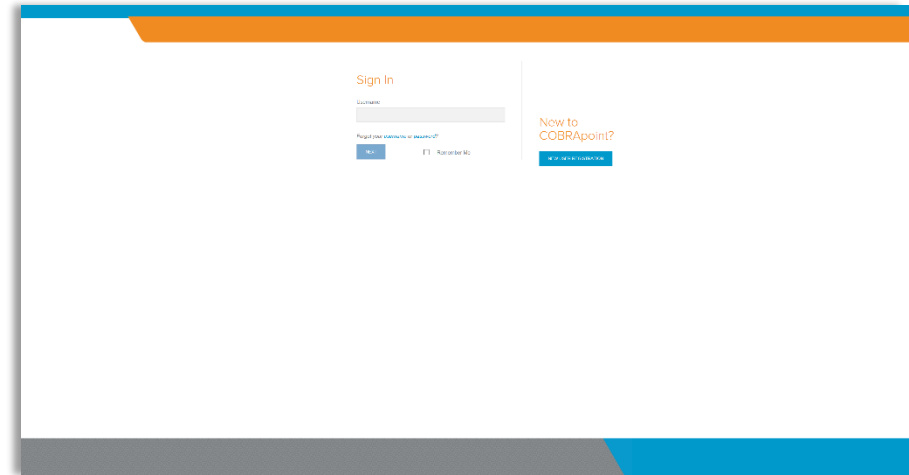 Sign In
Username
Forgot your username or password?
Next
Remember Me
New to
COBRApoint?
NEW USER REGISTRATION